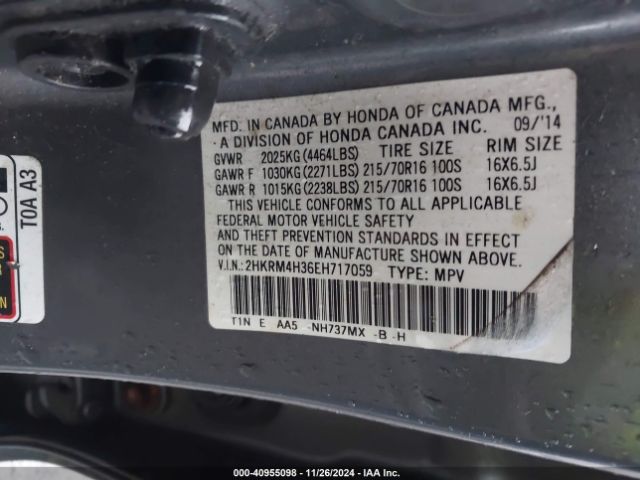 MFD. IN CANADA BY HONDA OF CANADA MFG.,
A DIVISION OF HONDA CANADA INC. 09/'14
GVWR 2025KG (4464LBS) TIRE SIZE RIM SIZE
GAWR F 1030KG (2271LBS) 215/70R16 100S 16X6.5J
GAWR R 1015KG (2238LBS) 215/70R16 100S 16X6.5J
THIS VEHICLE CONFORMS TO ALL APPLICABLE
FEDERAL MOTOR VEHICLE SAFETY
AND THEFT PREVENTION STANDARDS IN EFFECT
ON THE DATE OF MANUFACTURE SHOWN ABOVE.
V.I.N.: 2HKRM4H36EH717059 TYPE: MPV
T1N E AA5 -NH737MX -B -H
T0A A3
000-40955098 - 11/26/2024 - IAA Inc.